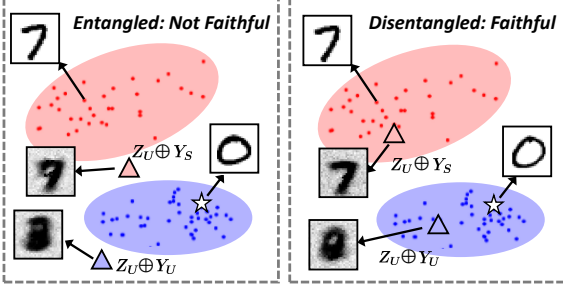 Entangled: Not Faithful
Z_U⊕Y_S
Z_U⊕Y_U
Disentangled: Faithful
Z_U⊕Y_S
Z_U⊕Y_U